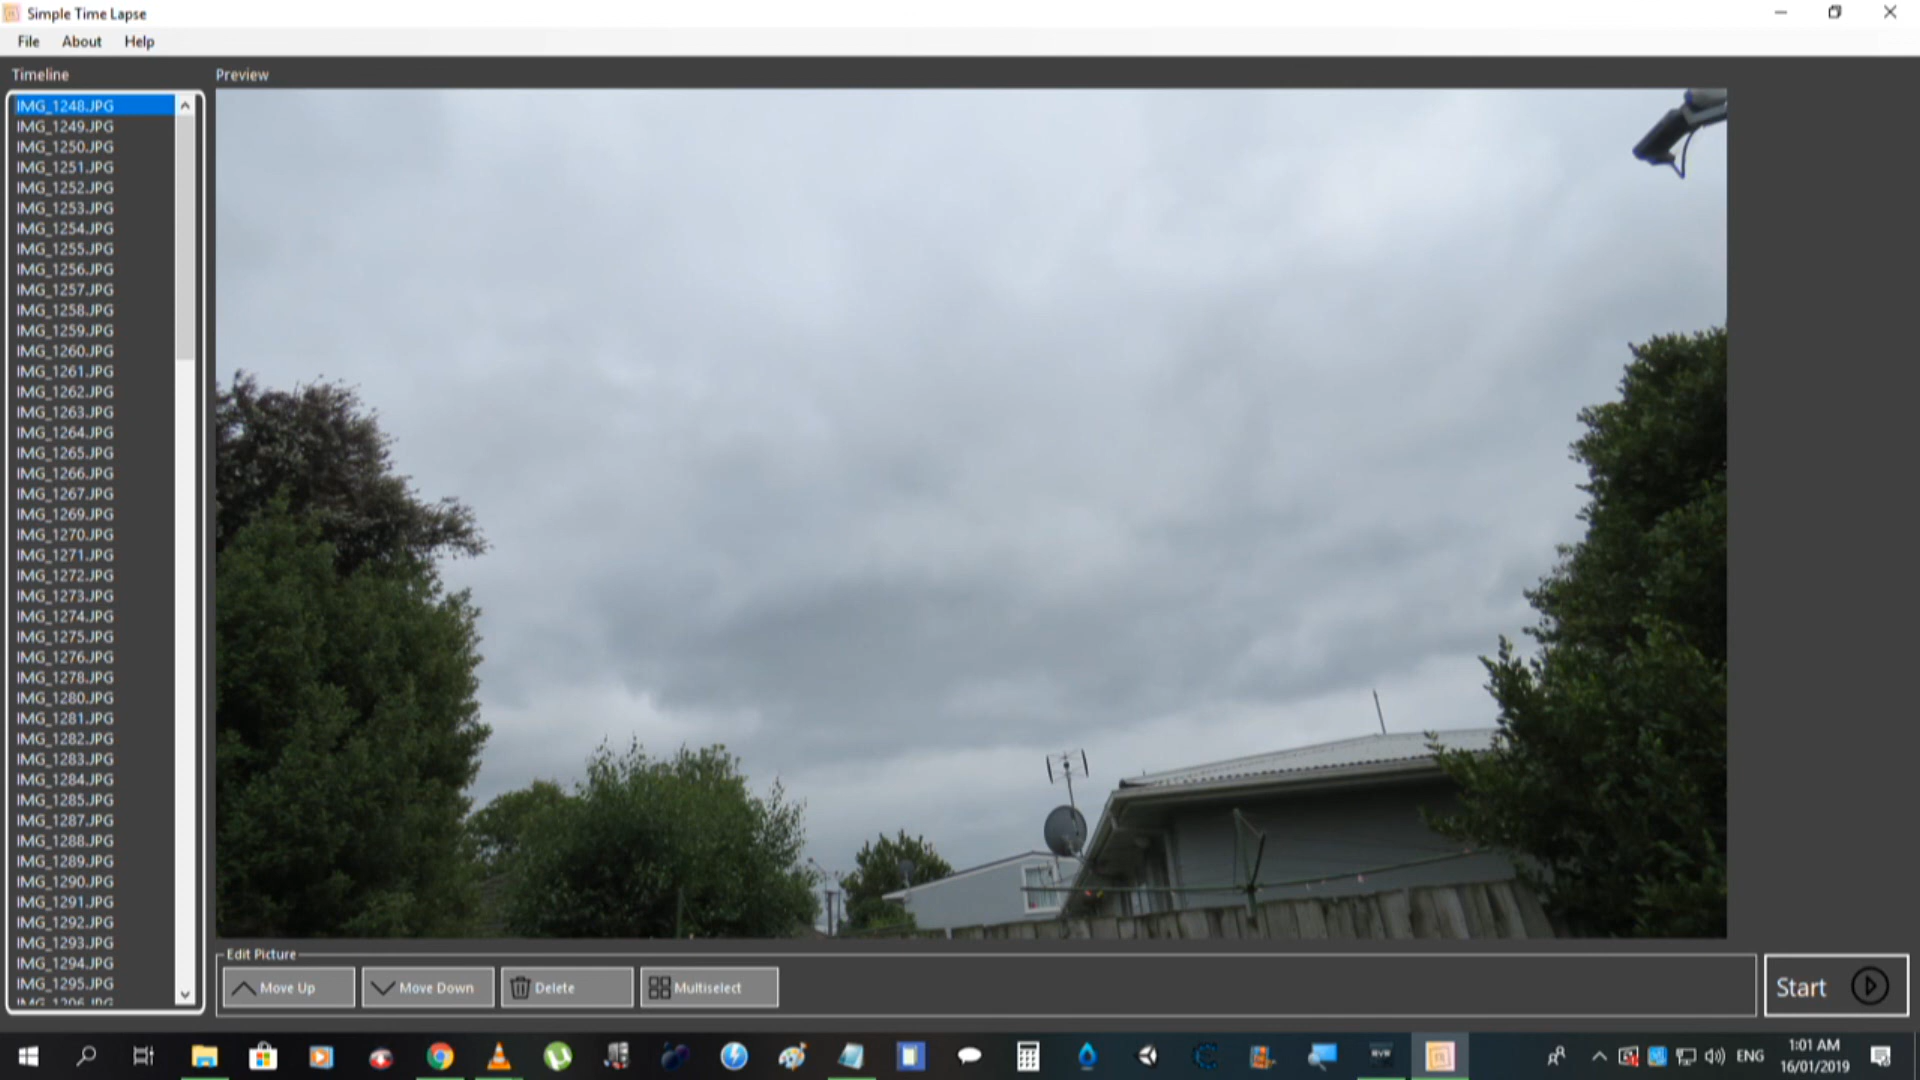 Simple Time Lapse
File About Help
Timeline
Preview
IMG_1248.JPG
IMG_1249.JPG
IMG_1250.JPG
IMG_1251.JPG
IMG_1252.JPG
IMG_1253.JPG
IMG_1254.JPG
IMG_1255.JPG
IMG_1256.JPG
IMG_1257.JPG
IMG_1258.JPG
IMG_1259.JPG
IMG_1260.JPG
IMG_1261.JPG
IMG_1262.JPG
IMG_1263.JPG
IMG_1264.JPG
IMG_1265.JPG
IMG_1266.JPG
IMG_1267.JPG
IMG_1269.JPG
IMG_1270.JPG
IMG_1271.JPG
IMG_1272.JPG
IMG_1273.JPG
IMG_1274.JPG
IMG_1275.JPG
IMG_1276.JPG
IMG_1278.JPG
IMG_1280.JPG
IMG_1281.JPG
IMG_1282.JPG
IMG_1283.JPG
IMG_1284.JPG
IMG_1285.JPG
IMG_1287.JPG
IMG_1288.JPG
IMG_1289.JPG
IMG_1290.JPG
IMG_1291.JPG
IMG_1292.JPG
IMG_1293.JPG
IMG_1294.JPG
IMG_1295.JPG
Edit Picture
Move Up
Move Down
Delete
Multiselect
Start
ENG
1:01 AM
16/01/2019